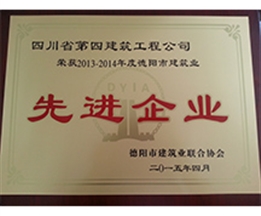 四川省第四建筑工程公司
荣获2013-2014年度德阳市建筑业
先进企业
DYIA
德阳市建筑业联合协会
二〇一五年四月